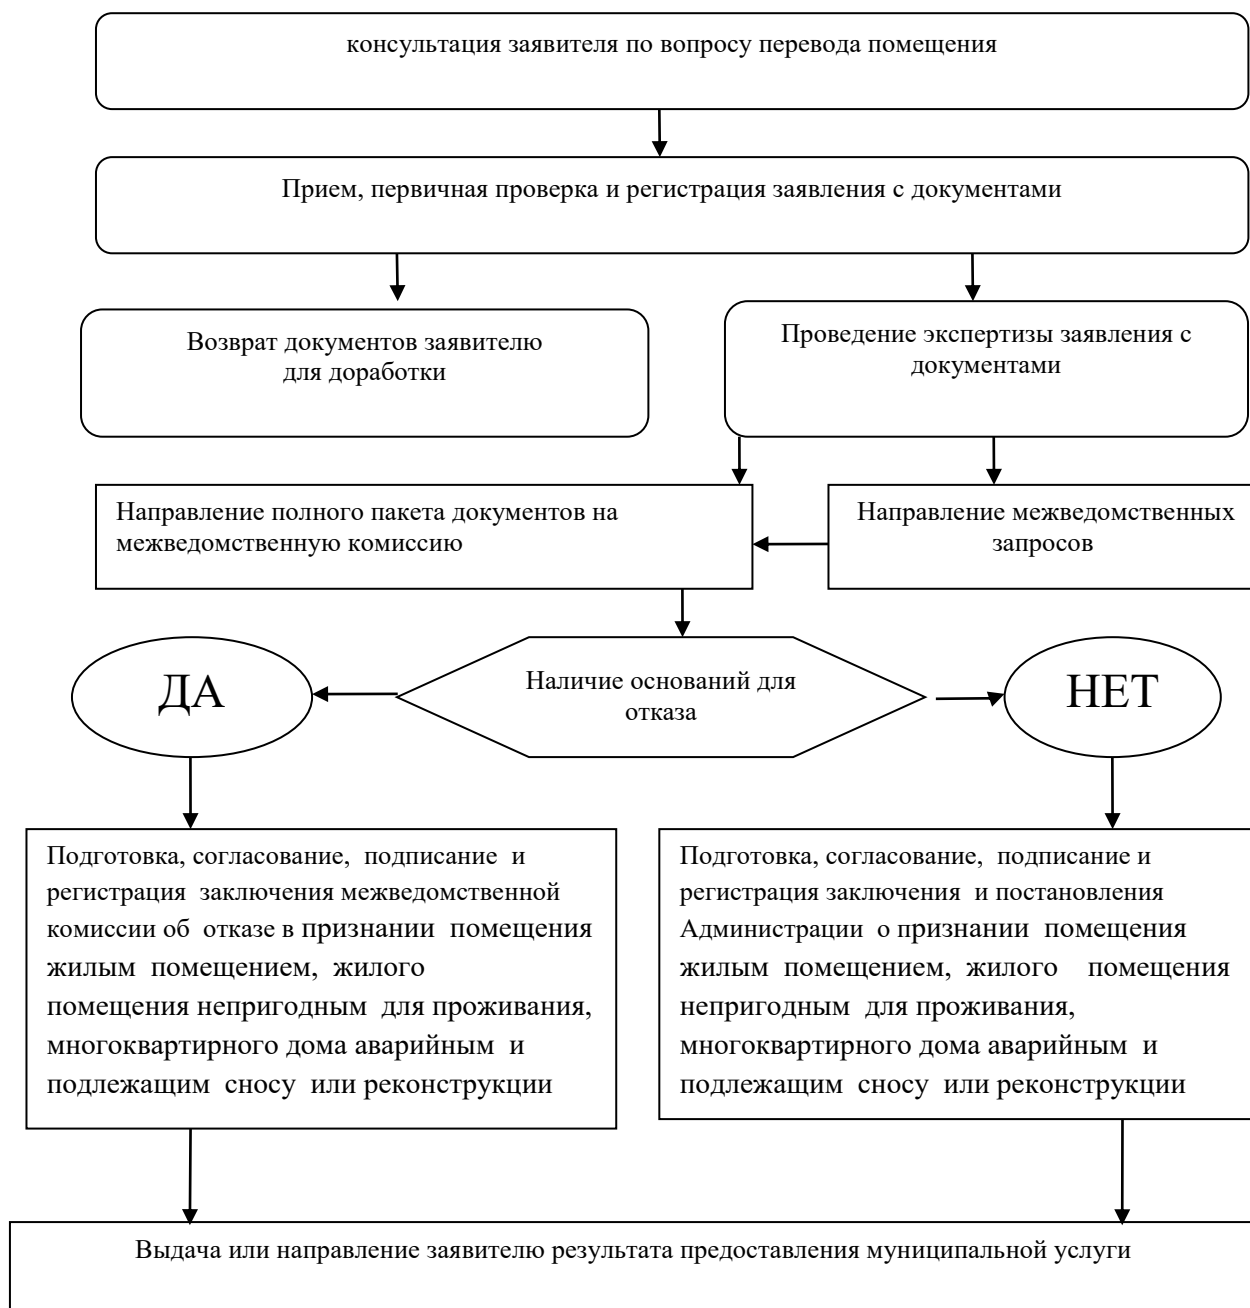 консультация заявителя по вопросу перевода помещения
Прием, первичная проверка и регистрация заявления с документами
Возврат документов заявителю
для доработки
Проведение экспертизы заявления с
документами
Направление полного пакета документов на
межведомственную комиссию
Направление межведомственных
запросов
ДА
Наличие оснований для
отказа
НЕТ
Подготовка, согласование, подписание и
регистрация заключения межведомственной
комиссии об отказе в признании помещения
жилым помещением, жилого
помещения непригодным для проживания,
многоквартирного дома аварийным и
подлежащим сносу или реконструкции
Подготовка, согласование, подписание и
регистрация заключения и постановления
Администрации о признании помещения
жилым помещением, жилого помещения
непригодным для проживания,
многоквартирного дома аварийным и
подлежащим сносу или реконструкции
Выдача или направление заявителю результата предоставления муниципальной услуги